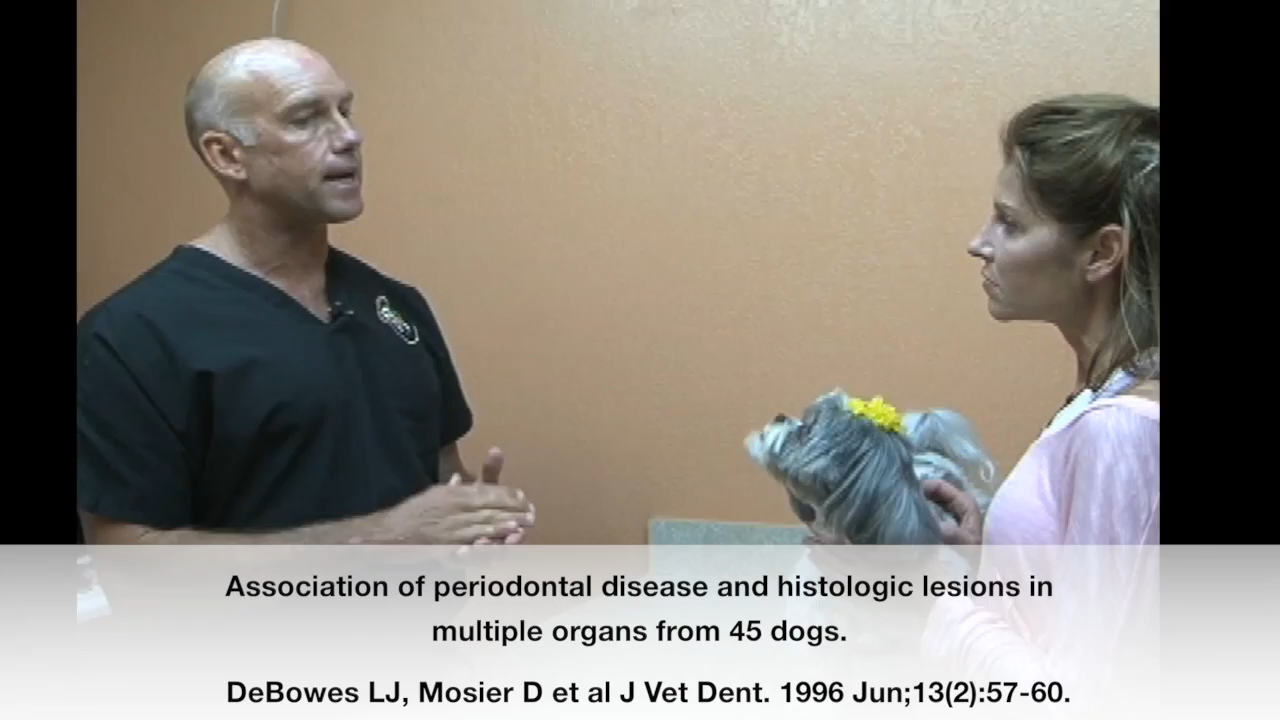 Association of periodontal disease and histologic lesions in
multiple organs from 45 dogs.
DeBowes LJ, Mosier D et al J Vet Dent. 1996 Jun;13(2):57-60.